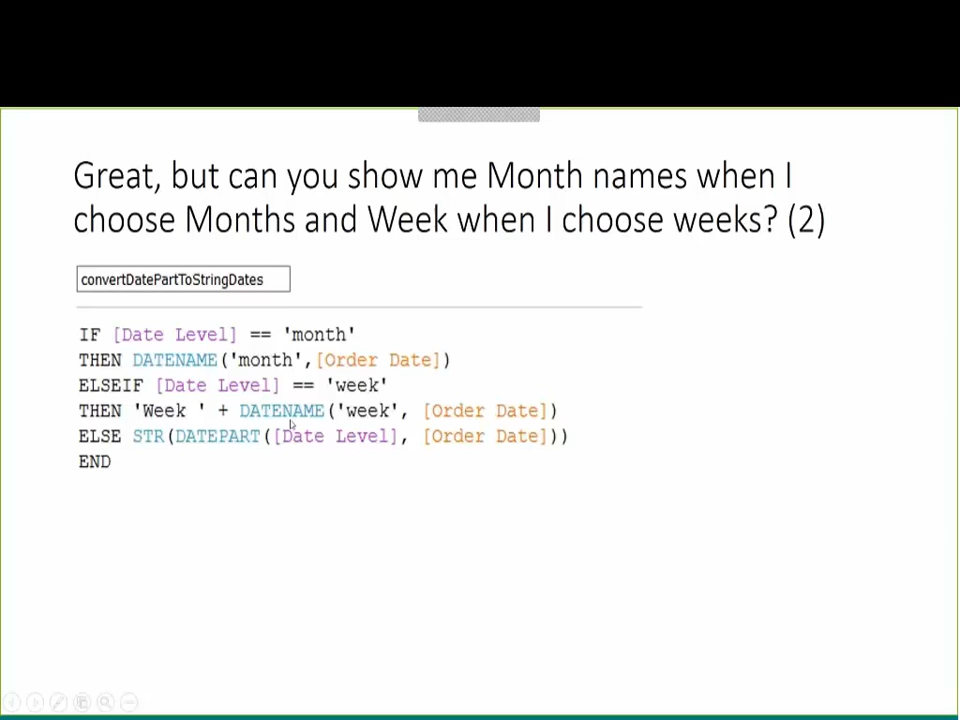 Great, but can you show me Month names when I
choose Months and Week when I choose weeks? (2)
convertDatePartToStringDates
IF [Date Level] == 'month'
THEN DATENAME('month',[Order Date])
ELSEIF [Date Level] == 'week'
THEN 'Week ' + DATENAME('week', [Order Date])
ELSE STR(DATEPART([Date Level], [Order Date]))
END